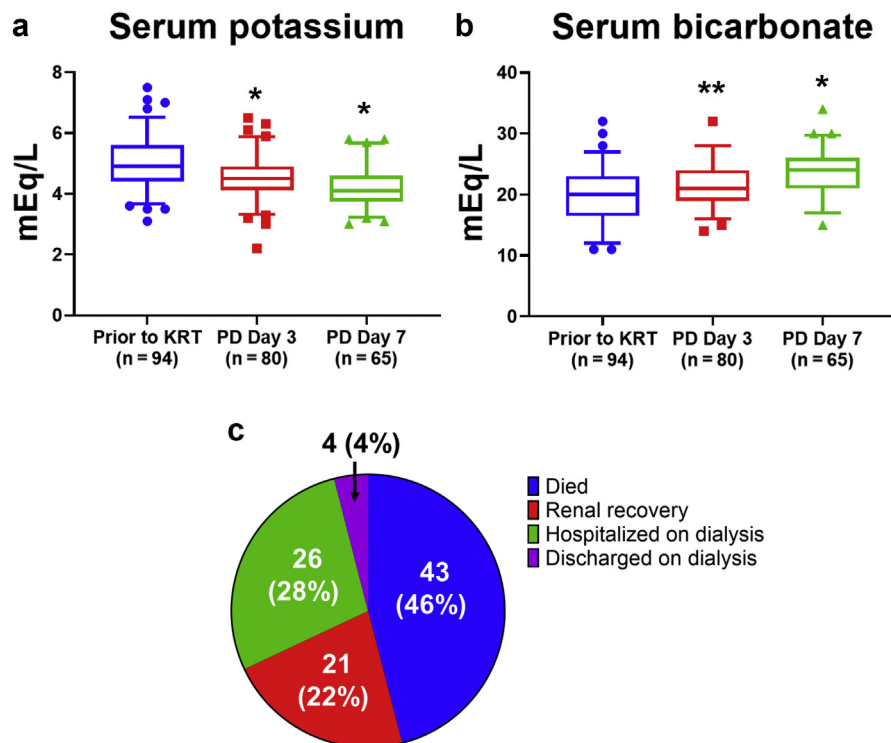 a
Serum potassium
8
6
4
2
0
mEq/L
*
*
Prior to KRT
(n = 94)
PD Day 3
(n = 80)
PD Day 7
(n = 65)
b
Serum bicarbonate
40
30
20
10
0
mEq/L
**
*
Prior to KRT
(n = 94)
PD Day 3
(n = 80)
PD Day 7
(n = 65)
c
4 (4%)
26
(28%)
43
(46%)
21
(22%)
Died
Renal recovery
Hospitalized on dialysis
Discharged on dialysis